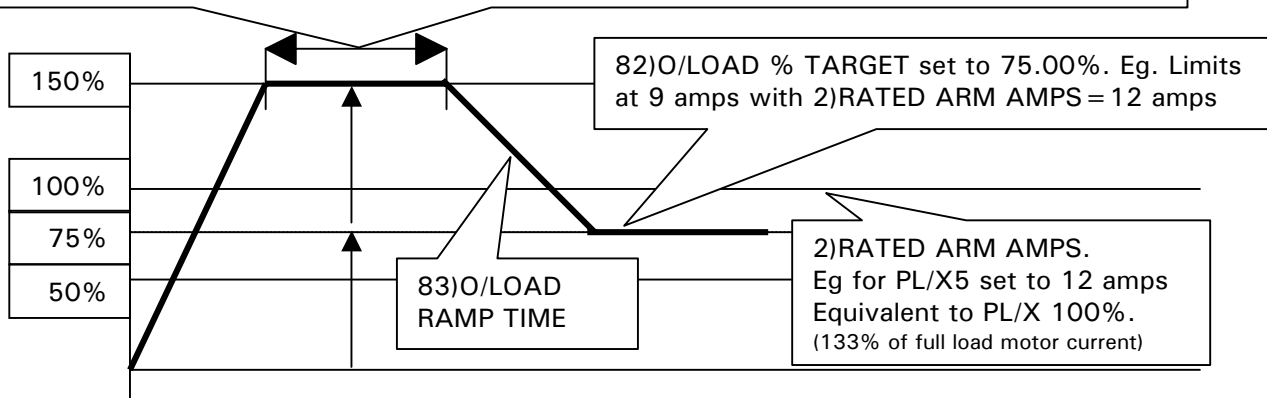 150%
82)O/LOAD % TARGET set to 75.00%. Eg. Limits
at 9 amps with 2)RATED ARM AMPS=12 amps
100%
75%
50%
83)O/LOAD
RAMP TIME
2)RATED ARM AMPS.
Eg for PL/X5 set to 12 amps
Equivalent to PL/X 100%.
(133% of full load motor current)